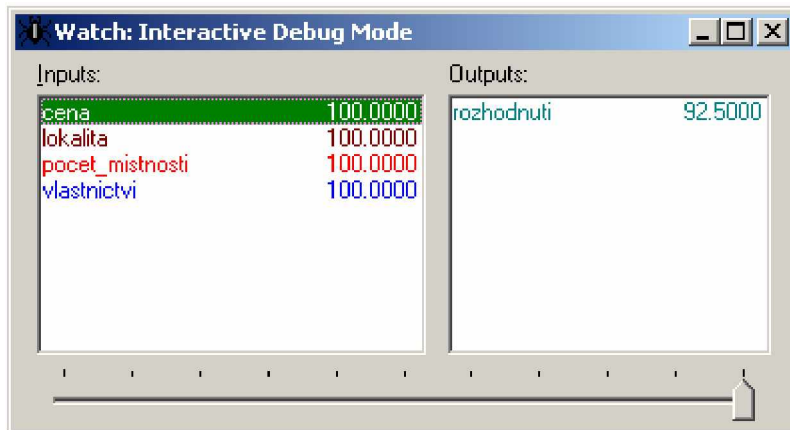 Watch: Interactive Debug Mode
Inputs: Outputs:
cena 100.0000 rozhodnuti 92.5000
lokalita 100.0000
pocet_mistnosti 100.0000
vlastnictvi 100.0000